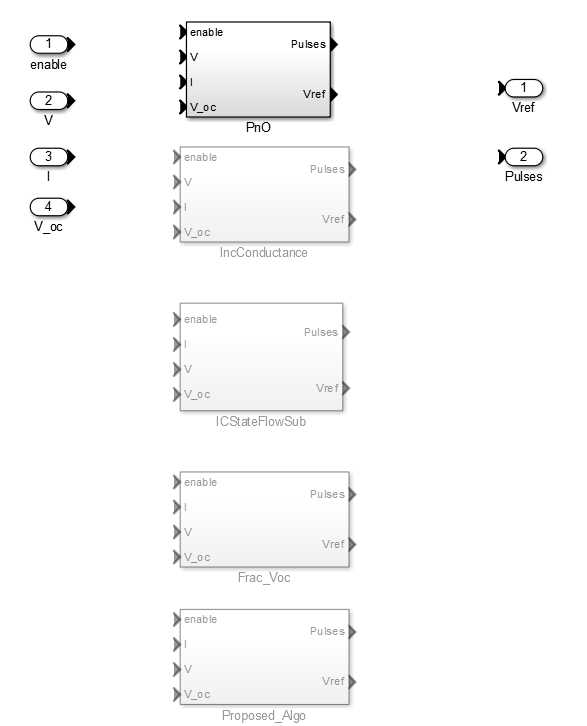 1
enable
2
V
3
I
4
V_oc
enable
V
I
V_oc
Pulses
Vref
PnO
enable
V
I
V_oc
Pulses
Vref
IncConductance
enable
I
V
V_oc
Pulses
Vref
ICStateFlowSub
enable
I
V
V_oc
Pulses
Vref
Frac_Voc
enable
I
V
V_oc
Pulses
Vref
Proposed_Algo
1
Vref
2
Pulses